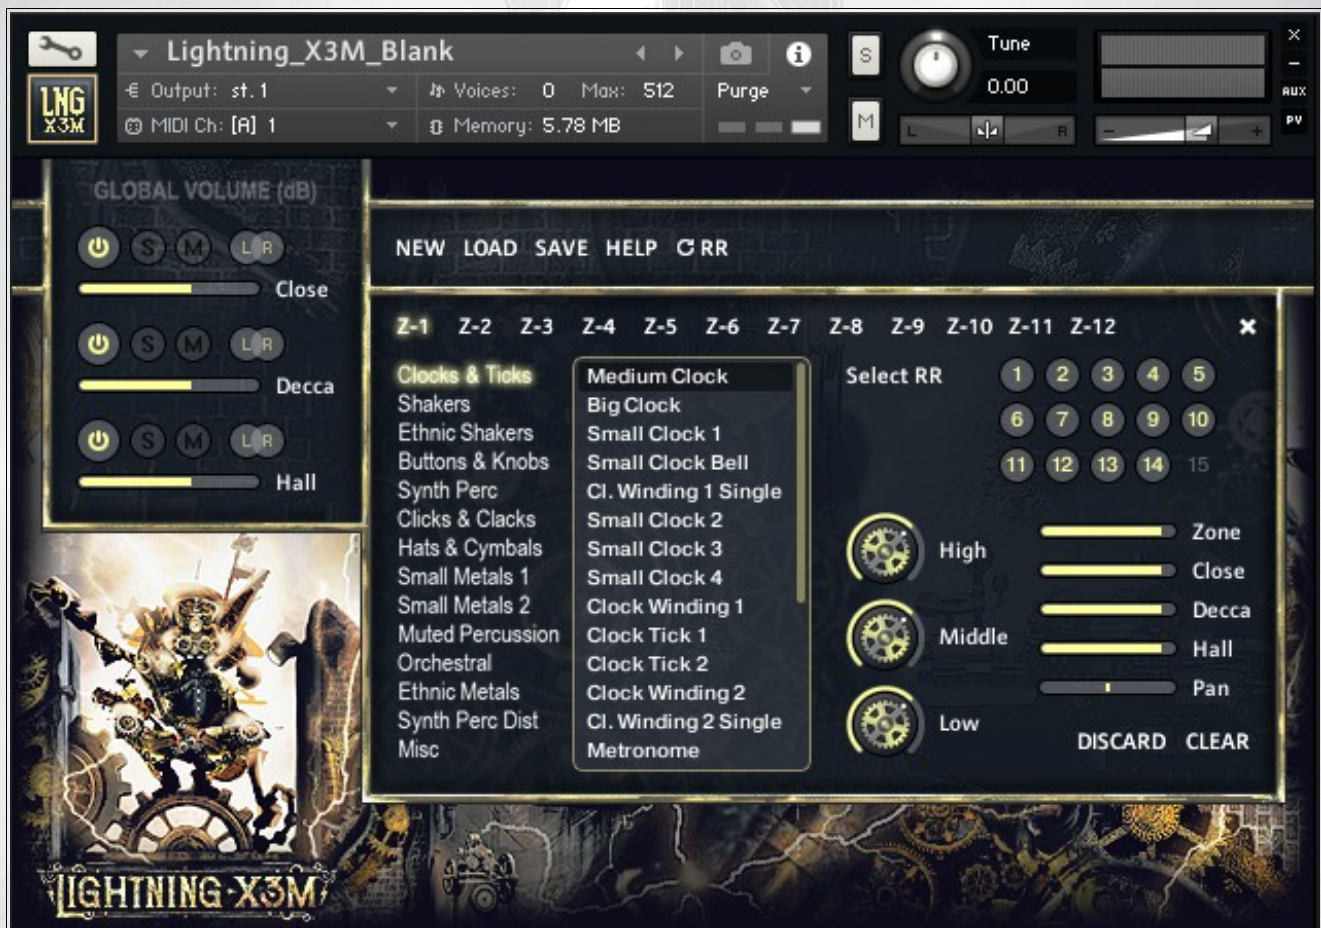 Lightning_X3M_Blank
S
Tune
0.00
×
–
AUX
PV
LNG
X3M
Output: st. 1
Voices: 0 Max: 512
Purge
MIDI Ch: [A] 1
Memory: 5.78 MB
M
L R
– +
GLOBAL VOLUME (dB)
S M L R
Close
S M L R
Decca
S M L R
Hall
NEW LOAD SAVE HELP RR
Z-1 Z-2 Z-3 Z-4 Z-5 Z-6 Z-7 Z-8 Z-9 Z-10 Z-11 Z-12 ×
Clocks & Ticks
Shakers
Ethnic Shakers
Buttons & Knobs
Synth Perc
Clicks & Clacks
Hats & Cymbals
Small Metals 1
Small Metals 2
Muted Percussion
Orchestral
Ethnic Metals
Synth Perc Dist
Misc
Medium Clock
Big Clock
Small Clock 1
Small Clock Bell
Cl. Winding 1 Single
Small Clock 2
Small Clock 3
Small Clock 4
Clock Winding 1
Clock Tick 1
Clock Tick 2
Clock Winding 2
Cl. Winding 2 Single
Metronome
Select RR
1 2 3 4 5
6 7 8 9 10
11 12 13 14 15
High
Middle
Low
Zone
Close
Decca
Hall
Pan
DISCARD CLEAR
LIGHTNING·X3M